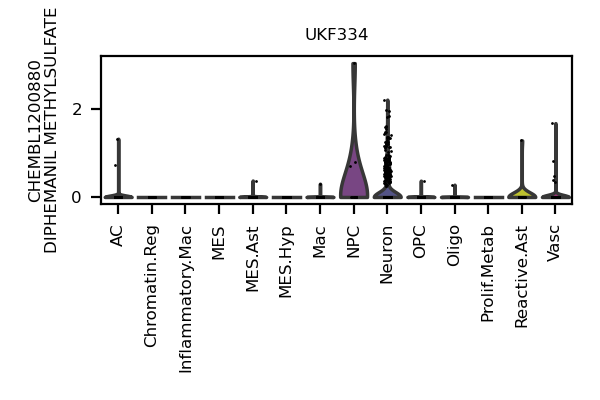 UKF334
CHEMBL1200880
DIPHEMANIL METHYLSULFATE
2
0
AC
Chromatin.Reg
Inflammatory.Mac
MES
MES.Ast
MES.Hyp
Mac
NPC
Neuron
OPC
Oligo
Prolif.Metab
Reactive.Ast
Vasc